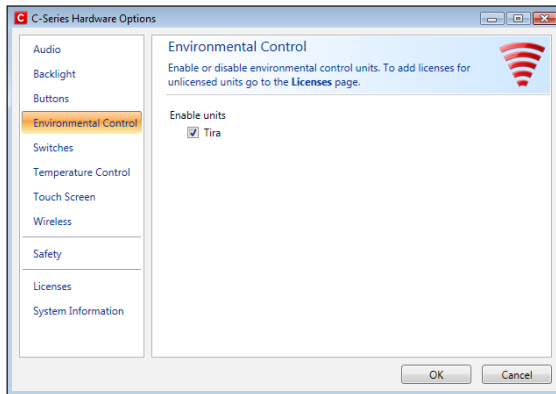 C C-Series Hardware Options
Audio
Backlight
Buttons
Environmental Control
Switches
Temperature Control
Touch Screen
Wireless
Safety
Licenses
System Information
Environmental Control
Enable or disable environmental control units. To add licenses for
unlicensed units go to the Licenses page.
Enable units
Tira
OK
Cancel